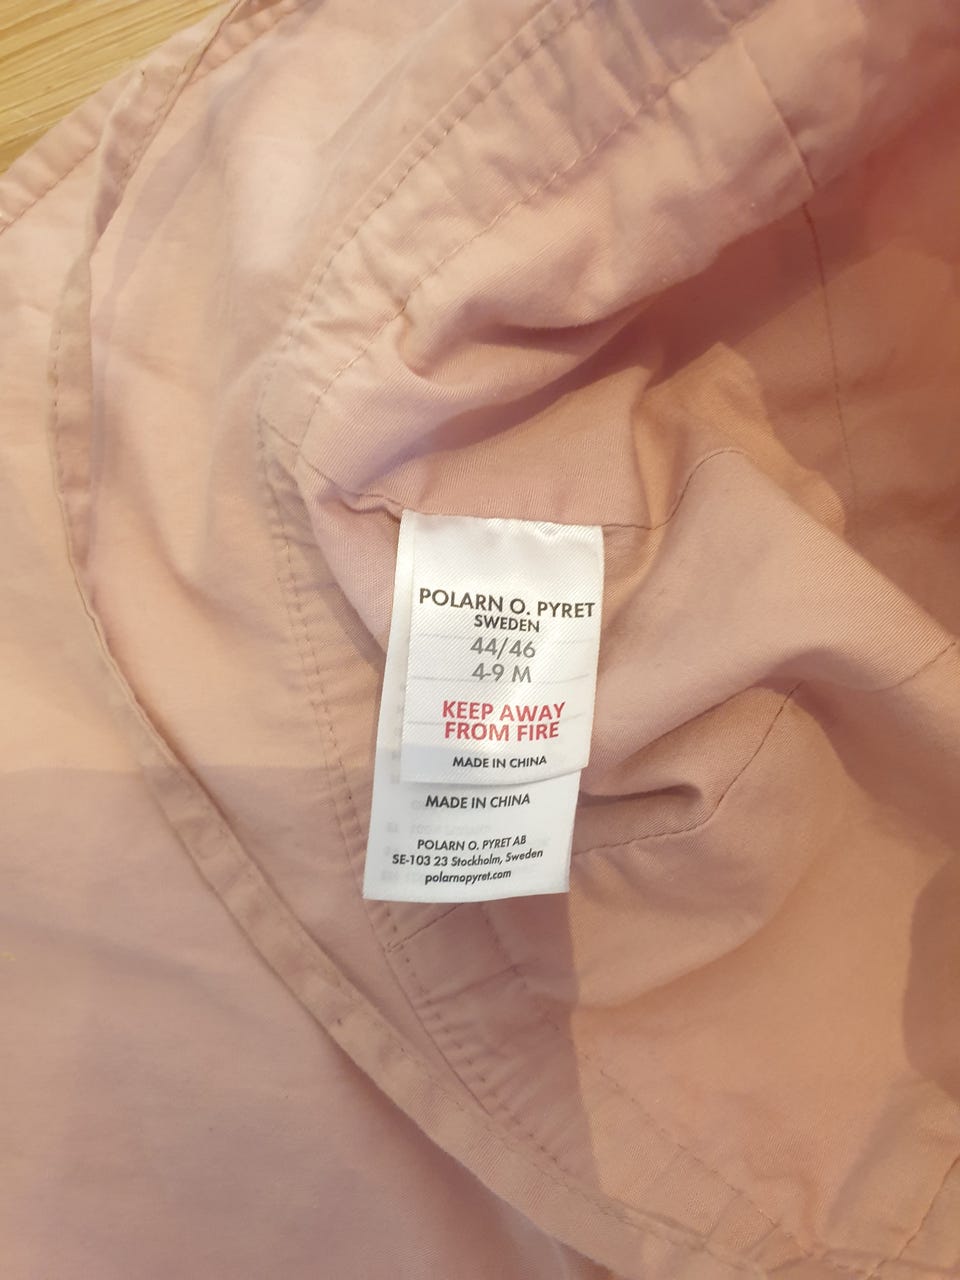 POLARN O. PYRET
SWEDEN
44/46
4-9 M
KEEP AWAY
FROM FIRE
MADE IN CHINA
MADE IN CHINA
POLARN O. PYRET AB
SE-103 23 Stockholm, Sweden
polarnopyret.com